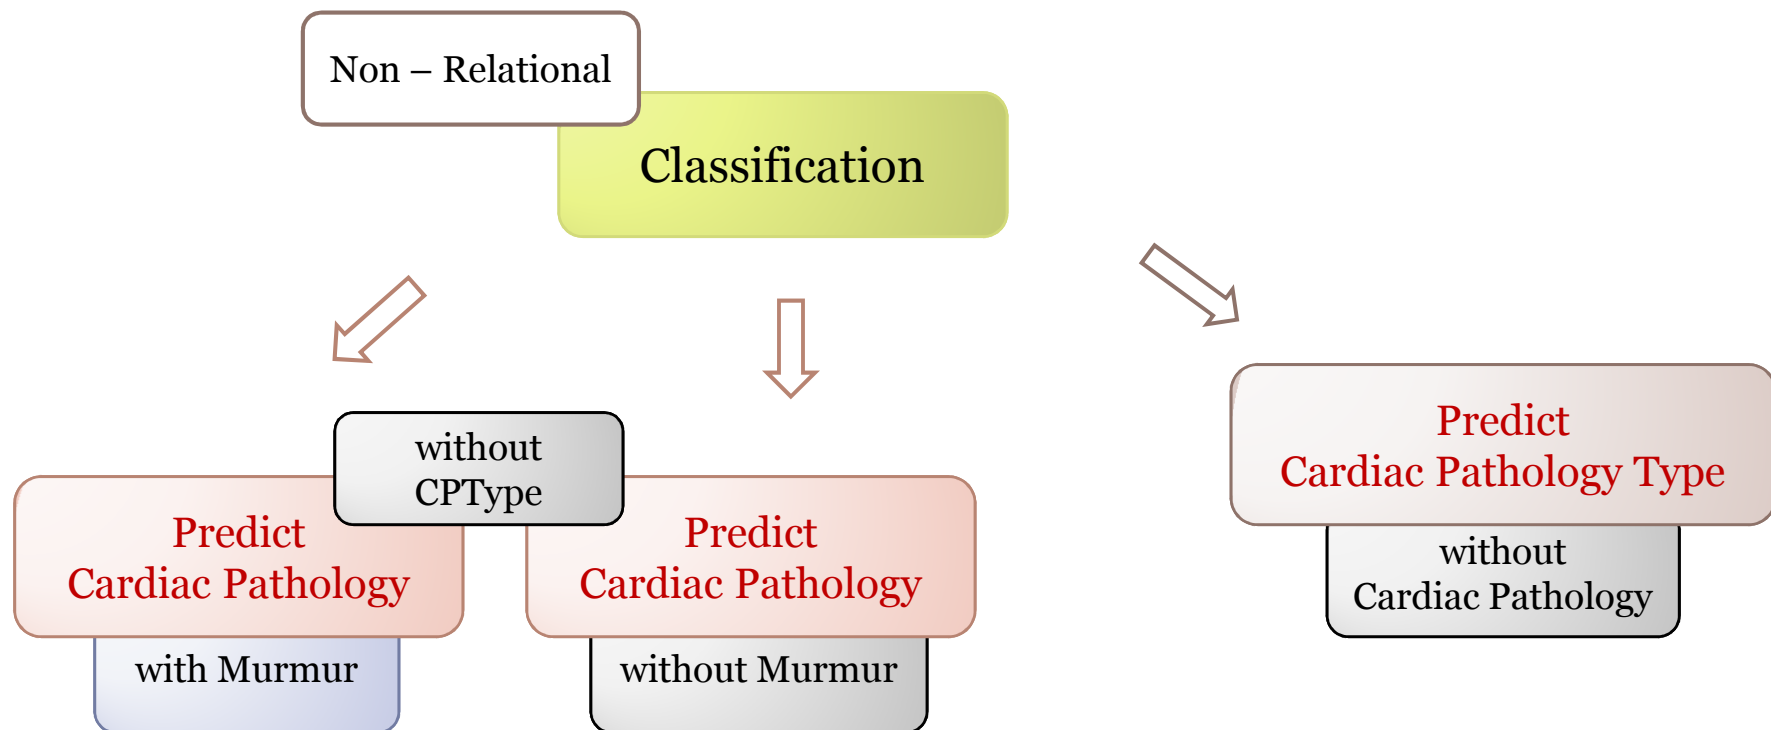 Non – Relational
Classification
without
CPType
Predict
Cardiac Pathology
with Murmur
Predict
Cardiac Pathology
without Murmur
Predict
Cardiac Pathology Type
without
Cardiac Pathology